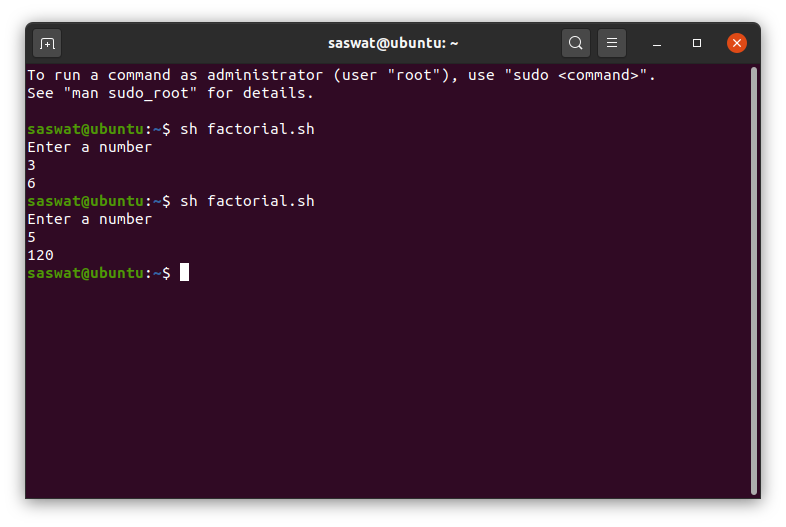 saswat@ubuntu: ~
To run a command as administrator (user "root"), use "sudo <command>".
See "man sudo_root" for details.
saswat@ubuntu:~$ sh factorial.sh
Enter a number
3
6
saswat@ubuntu:~$ sh factorial.sh
Enter a number
5
120
saswat@ubuntu:~$